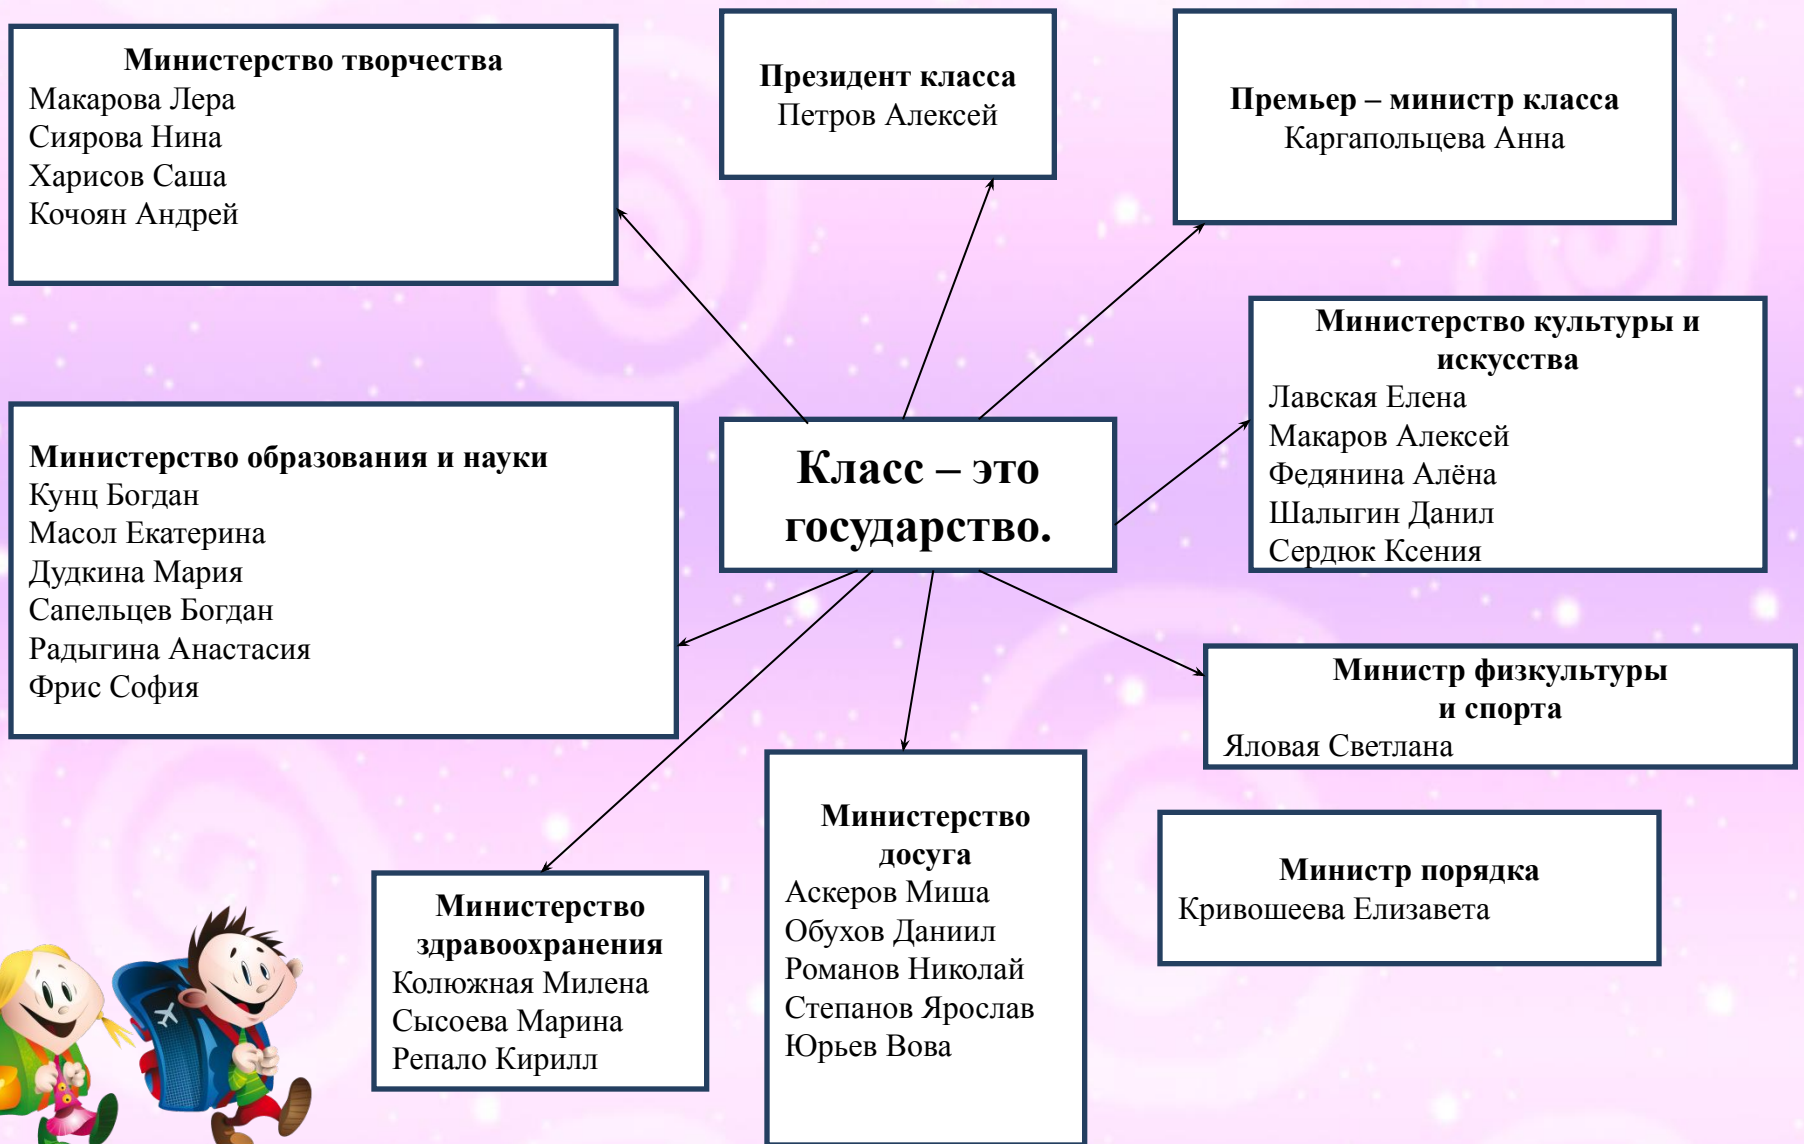 Министерство творчества
Макарова Лера
Сиярова Нина
Харисов Саша
Кочоян Андрей
Президент класса
Петров Алексей
Премьер – министр класса
Каргапольцева Анна
Министерство культуры и
искусства
Лавская Елена
Макаров Алексей
Федянина Алёна
Шалыгин Данил
Сердюк Ксения
Министерство образования и науки
Кунц Богдан
Масол Екатерина
Дудкина Мария
Сапельцев Богдан
Радыгина Анастасия
Фрис София
Класс – это
государство.
Министр физкультуры
и спорта
Яловая Светлана
Министерство
здравоохранения
Колюжная Милена
Сысоева Марина
Репало Кирилл
Министерство
досуга
Аскеров Миша
Обухов Даниил
Романов Николай
Степанов Ярослав
Юрьев Вова
Министр порядка
Кривошеева Елизавета